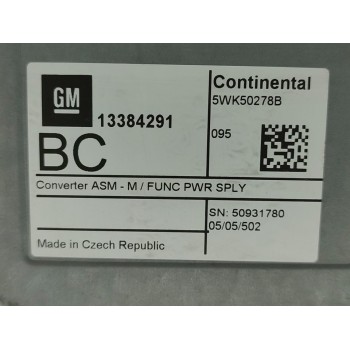 GM
13384291
BC
Continental
5WK50278B
095
Converter ASM - M / FUNC PWR SPLY
SN: 50931780
05/05/502
Made in Czech Republic